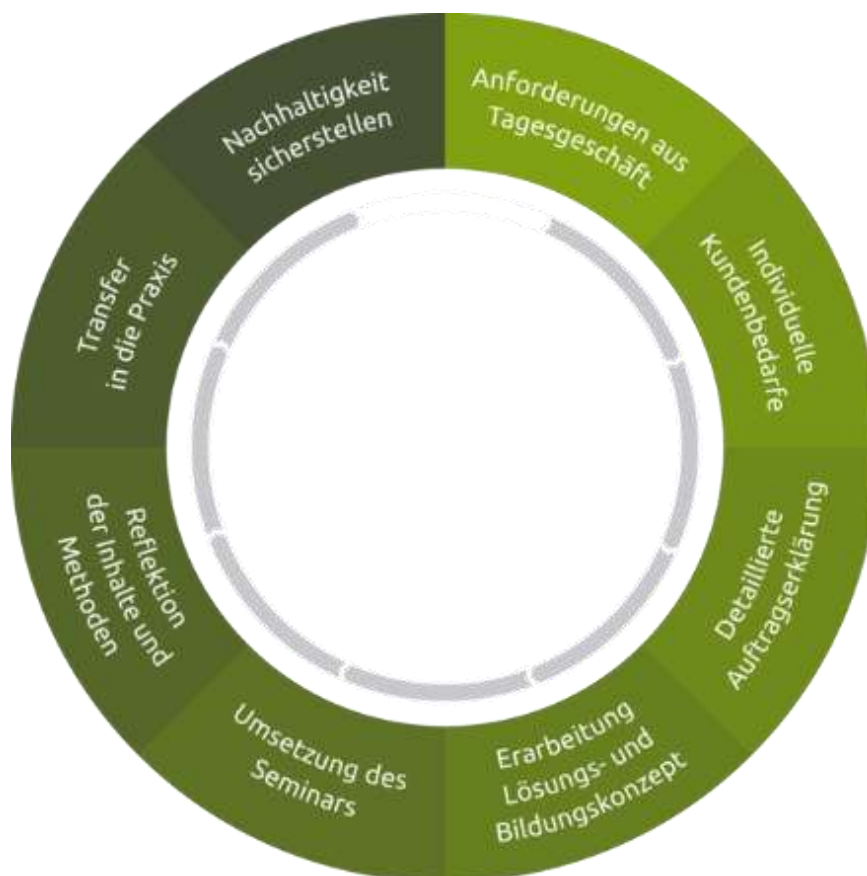 Anforderungen aus
Tagesgeschäft
Individuelle
Kundenbedarfe
Detaillierte
Auftragserklärung
Erarbeitung
Lösungs- und
Bildungskonzept
Umsetzung des
Seminars
Reflektion
der Inhalte und
Methoden
Transfer
in die Praxis
Nachhaltigkeit
sicherstellen